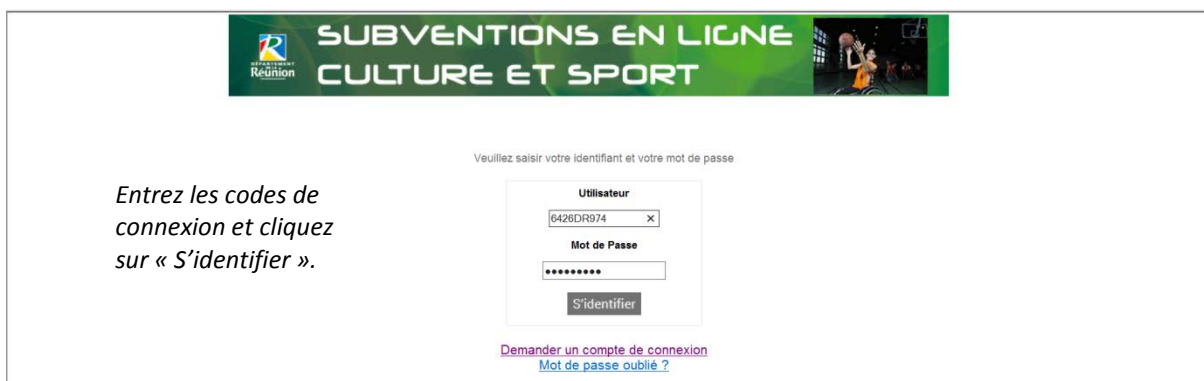 SUBVENTIONS EN LIGNE
CULTURE ET SPORT
DÉPARTEMENT
Réunion
Veuillez saisir votre identifiant et votre mot de passe
Entrez les codes de
connexion et cliquez
sur « S’identifier ».
Utilisateur
6426DR974 ×
Mot de Passe
•••••••••
S'identifier
Demander un compte de connexion
Mot de passe oublié ?